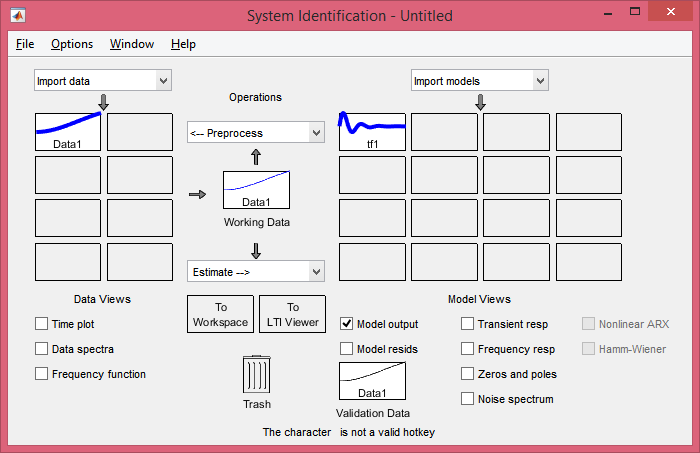 System Identification - Untitled
File Options Window Help
Import data
Import models
Operations
<-- Preprocess
Data1
tf1
Data1
Working Data
Estimate -->
Data Views
Model Views
To
Workspace
To
LTI Viewer
Time plot
Data spectra
Frequency function
Model output
Model resids
Transient resp
Frequency resp
Zeros and poles
Noise spectrum
Nonlinear ARX
Hamm-Wiener
Trash
Data1
Validation Data
The character is not a valid hotkey